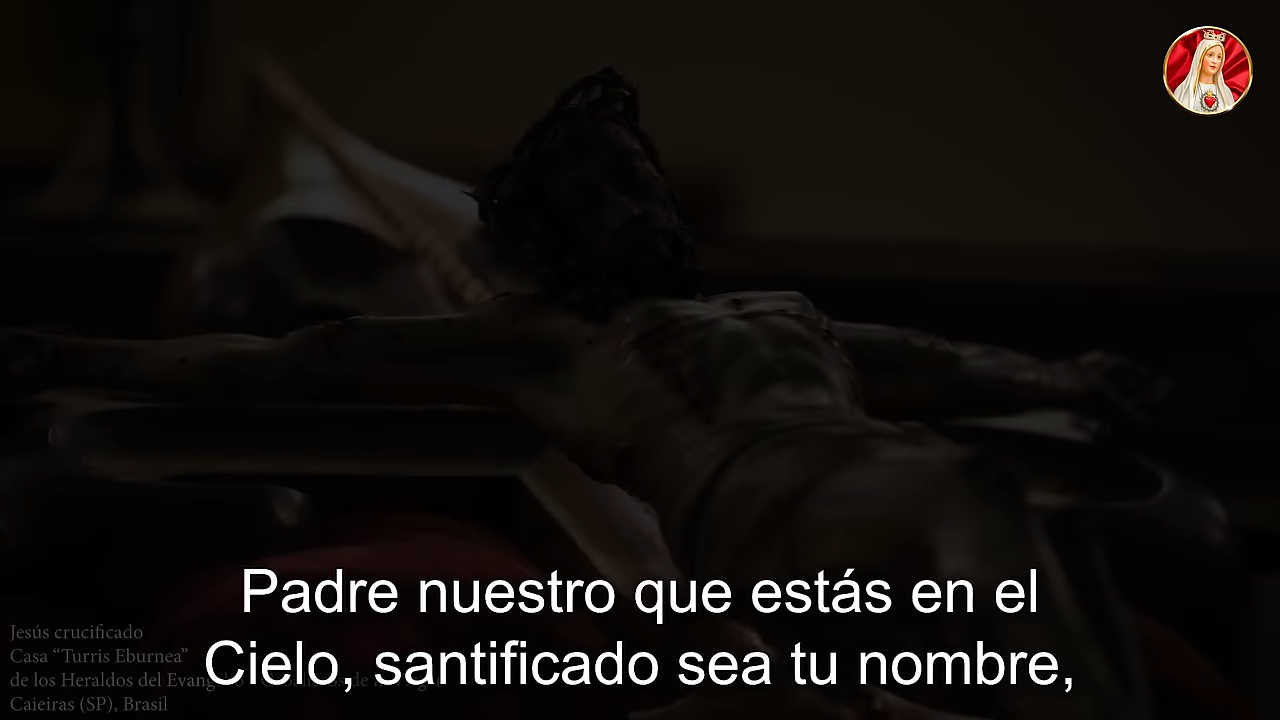 Padre nuestro que estás en el
Cielo, santificado sea tu nombre,
Jesús crucificado
Casa “Turris Eburnea”
de los Heraldos del
Caieiras (SP), Brasil